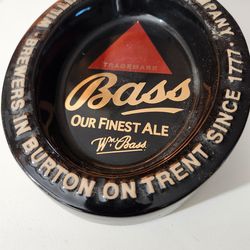 TRADEMARK
Bass
OUR FINEST ALE
Wm Bass
BREWERS IN BURTON ON TRENT SINCE 1777